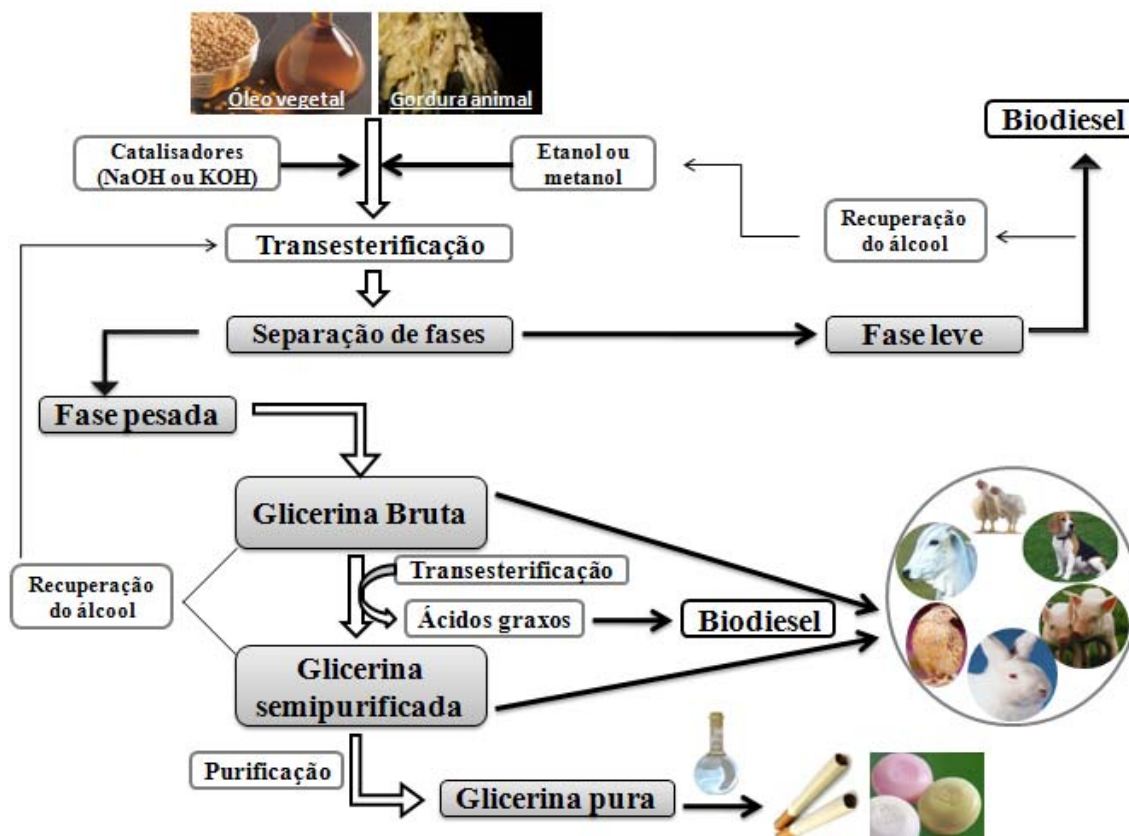 Óleo vegetal
Gordura animal
Biodiesel
Catalisadores
(NaOH ou KOH)
Etanol ou
metanol
Recuperação
do álcool
Transesterificação
Separação de fases
Fase leve
Fase pesada
Glicerina Bruta
Recuperação
do álcool
Transesterificação
Ácidos graxos
Biodiesel
Glicerina
semipurificada
Purificação
Glicerina pura